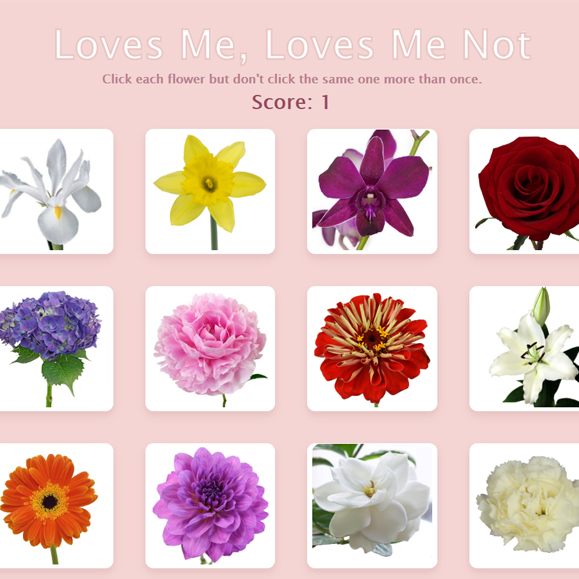 Loves Me, Loves Me Not
Click each flower but don't click the same one more than once.
Score: 1